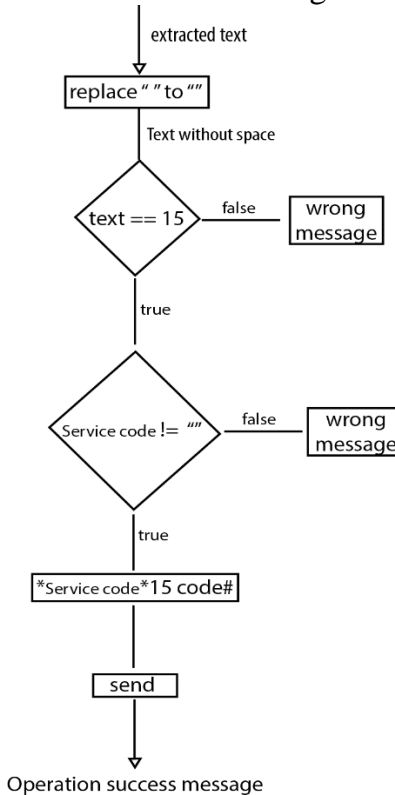 extracted text
replace “ ” to “”
Text without space
text == 15
false
wrong
message
true
Service code != “”
false
wrong
message
true
*Service code*15 code#
send
Operation success message